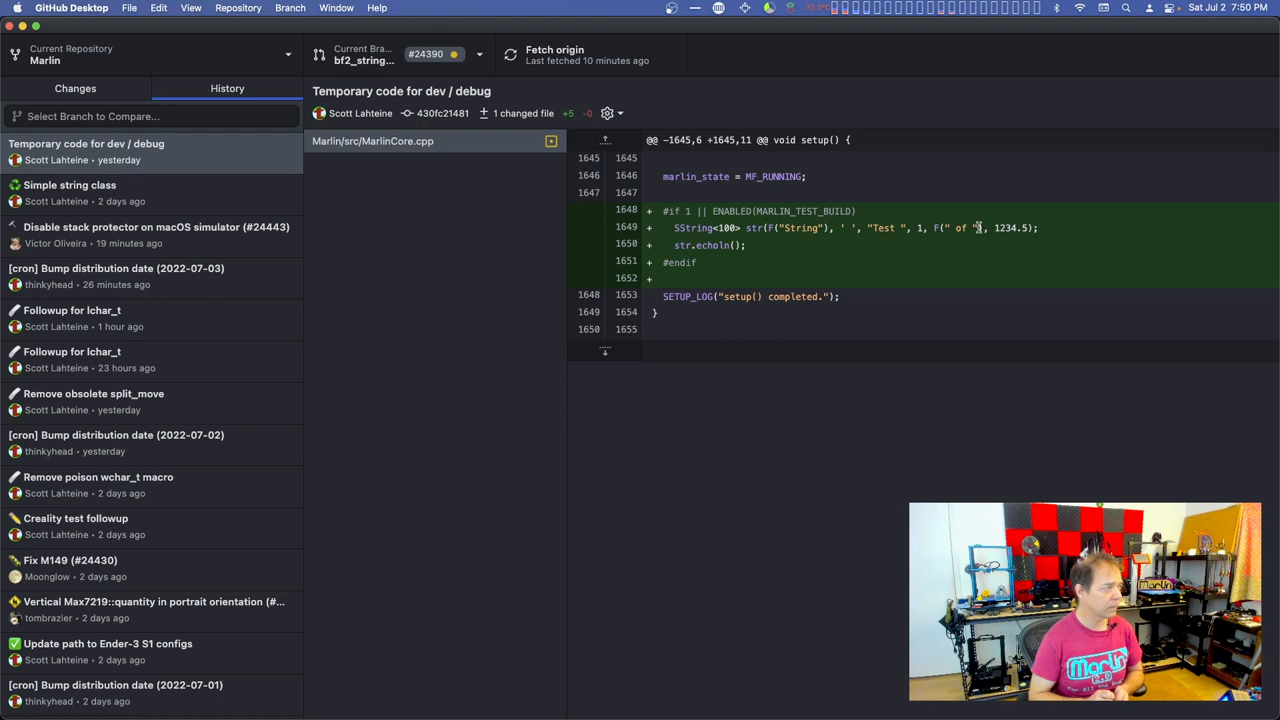 GitHub Desktop File Edit View Repository Branch Window Help
32.0°C Sat Jul 2 7:50 PM
Current Repository
Marlin
Current Bra...
bf2_string...
#24390
Fetch origin
Last fetched 10 minutes ago
Changes
History
Select Branch to Compare...
Temporary code for dev / debug
Scott Lahteine • yesterday
Simple string class
Scott Lahteine • 2 days ago
Disable stack protector on macOS simulator (#24443)
Victor Oliveira • 19 minutes ago
[cron] Bump distribution date (2022-07-03)
thinkyhead • 26 minutes ago
Followup for lchar_t
Scott Lahteine • 1 hour ago
Followup for lchar_t
Scott Lahteine • 23 hours ago
Remove obsolete split_move
Scott Lahteine • yesterday
[cron] Bump distribution date (2022-07-02)
thinkyhead • yesterday
Remove poison wchar_t macro
Scott Lahteine • 2 days ago
Creality test followup
Scott Lahteine • 2 days ago
Fix M149 (#24430)
Moonglow • 2 days ago
Vertical Max7219::quantity in portrait orientation (#...
tombrazier • 2 days ago
Update path to Ender-3 S1 configs
Scott Lahteine • 2 days ago
[cron] Bump distribution date (2022-07-01)
thinkyhead • 2 days ago
Temporary code for dev / debug
Scott Lahteine 430fc21481 1 changed file +5 -0
Marlin/src/MarlinCore.cpp
@@ -1645,6 +1645,11 @@ void setup() {
1645 1645
1646 1646 marlin_state = MF_RUNNING;
1647 1647
1648 + #if 1 || ENABLED(MARLIN_TEST_BUILD)
1649 + SString<100> str(F("String"), ' ', "Test ", 1, F(" of "), 1234.5);
1650 + str.echoln();
1651 + #endif
1652 +
1648 1653 SETUP_LOG("setup() completed.");
1649 1654 }
1650 1655
Marlin
Marlin